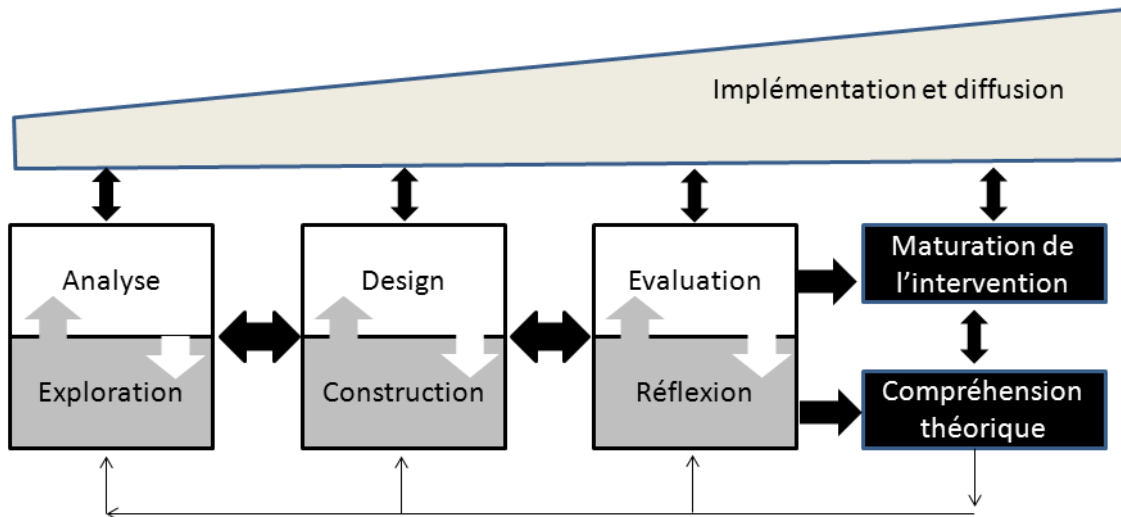 Implémentation et diffusion
Analyse
Exploration
Design
Construction
Evaluation
Réflexion
Maturation de
l’intervention
Compréhension
théorique